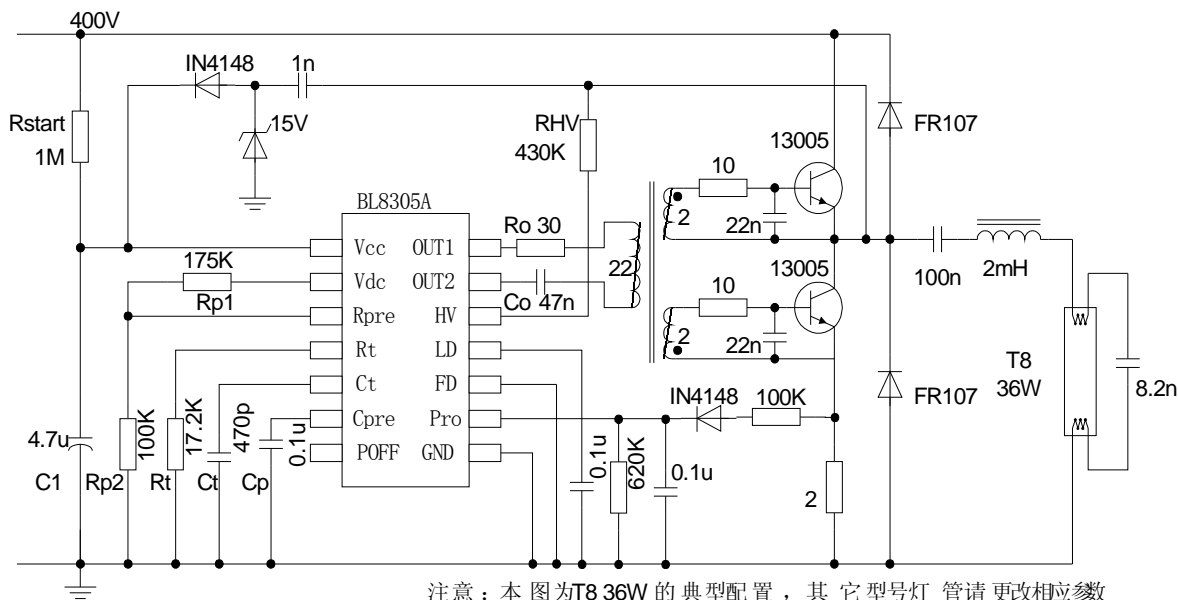 400V
IN4148
1n
Rstart
1M
15V
RHV
430K
FR107
13005
10
BL8305A
2
22n
Ro 30
Vcc
OUT1
175K
Vdc
OUT2
22
13005
100n
2mH
Rp1
Co 47n
10
Rpre
HV
2
22n
Rt
LD
T8
36W
8.2n
Ct
FD
IN4148
100K
FR107
Cpre
Pro
POFF
GND
4.7u
100K
17.2K
470p
0.1u
0.1u
620K
0.1u
C1
Rp2
Rt
Ct
Cp
2
注意：本图为T8 36W 的典型配置，其它型号灯管请更改相应参数